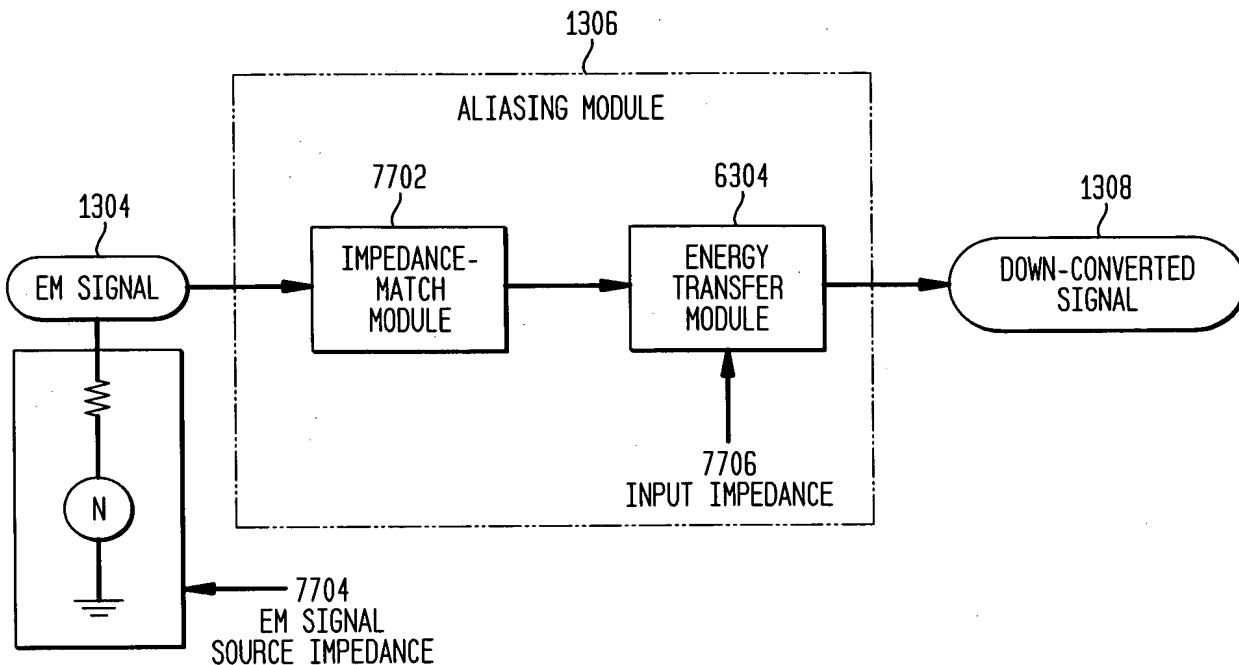 1306
ALIASING MODULE
7702
6304
1304
1308
EM SIGNAL
IMPEDANCE-
MATCH
MODULE
ENERGY
TRANSFER
MODULE
DOWN-CONVERTED
SIGNAL
7706
INPUT IMPEDANCE
N
7704
EM SIGNAL
SOURCE IMPEDANCE